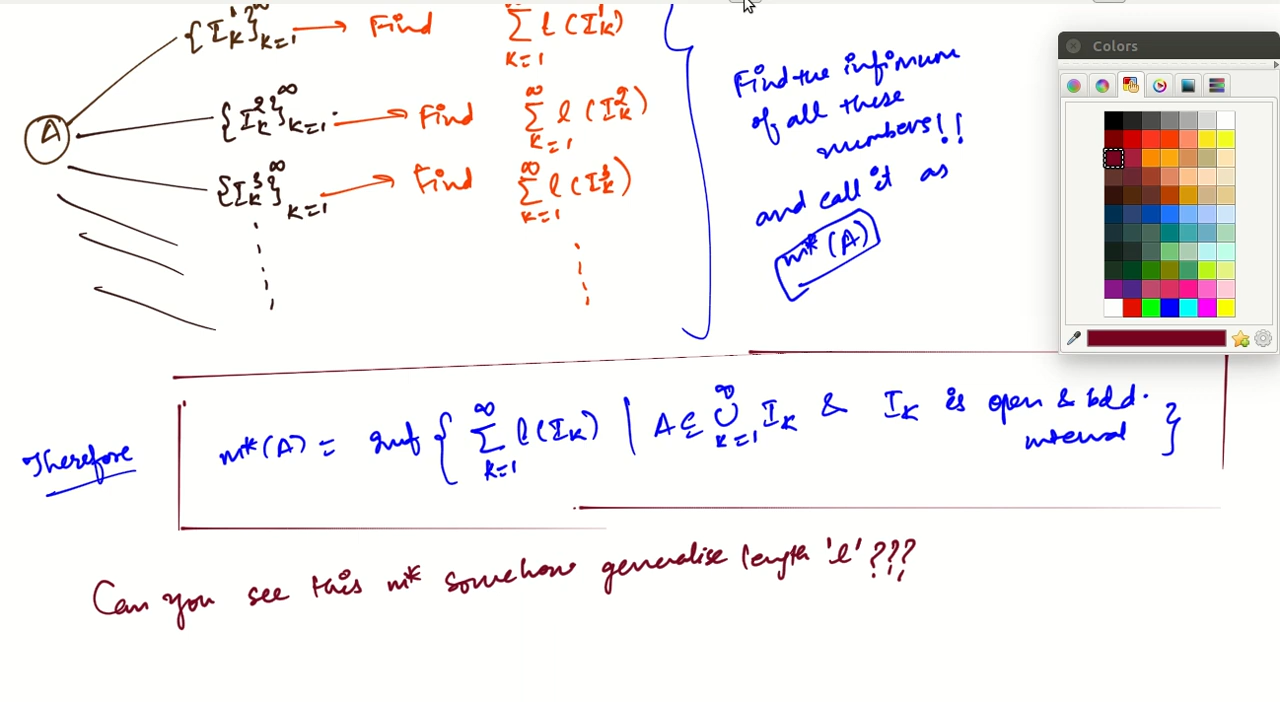 {I¹ₖ}^∞ₖ₌₁ → Find ∑ₖ₌₁ l(I¹ₖ)
A {I²ₖ}^∞ₖ₌₁ → Find ∑^∞ₖ₌₁ l(I²ₖ)
{I³ₖ}^∞ₖ₌₁ → Find ∑^∞ₖ₌₁ l(I³ₖ)
Find the infimum
of all these
numbers!!
and call it as
m*(A)
Colors
Therefore m*(A) = inf { ∑^∞ₖ₌₁ l(Iₖ) | A ⊆ ∪^∞ₖ₌₁ Iₖ & Iₖ is open & bdd.
interval }
Can you see this m* somehow generalise length 'l'???